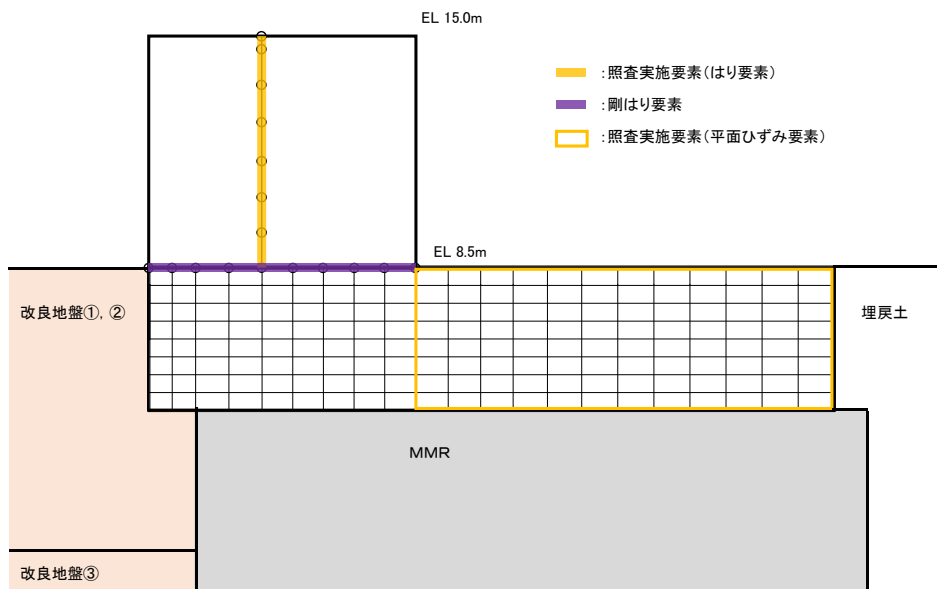 EL 15.0m
:照査実施要素(はり要素)
:剛はり要素
:照査実施要素(平面ひずみ要素)
EL 8.5m
改良地盤①, ②
埋戻土
MMR
改良地盤③